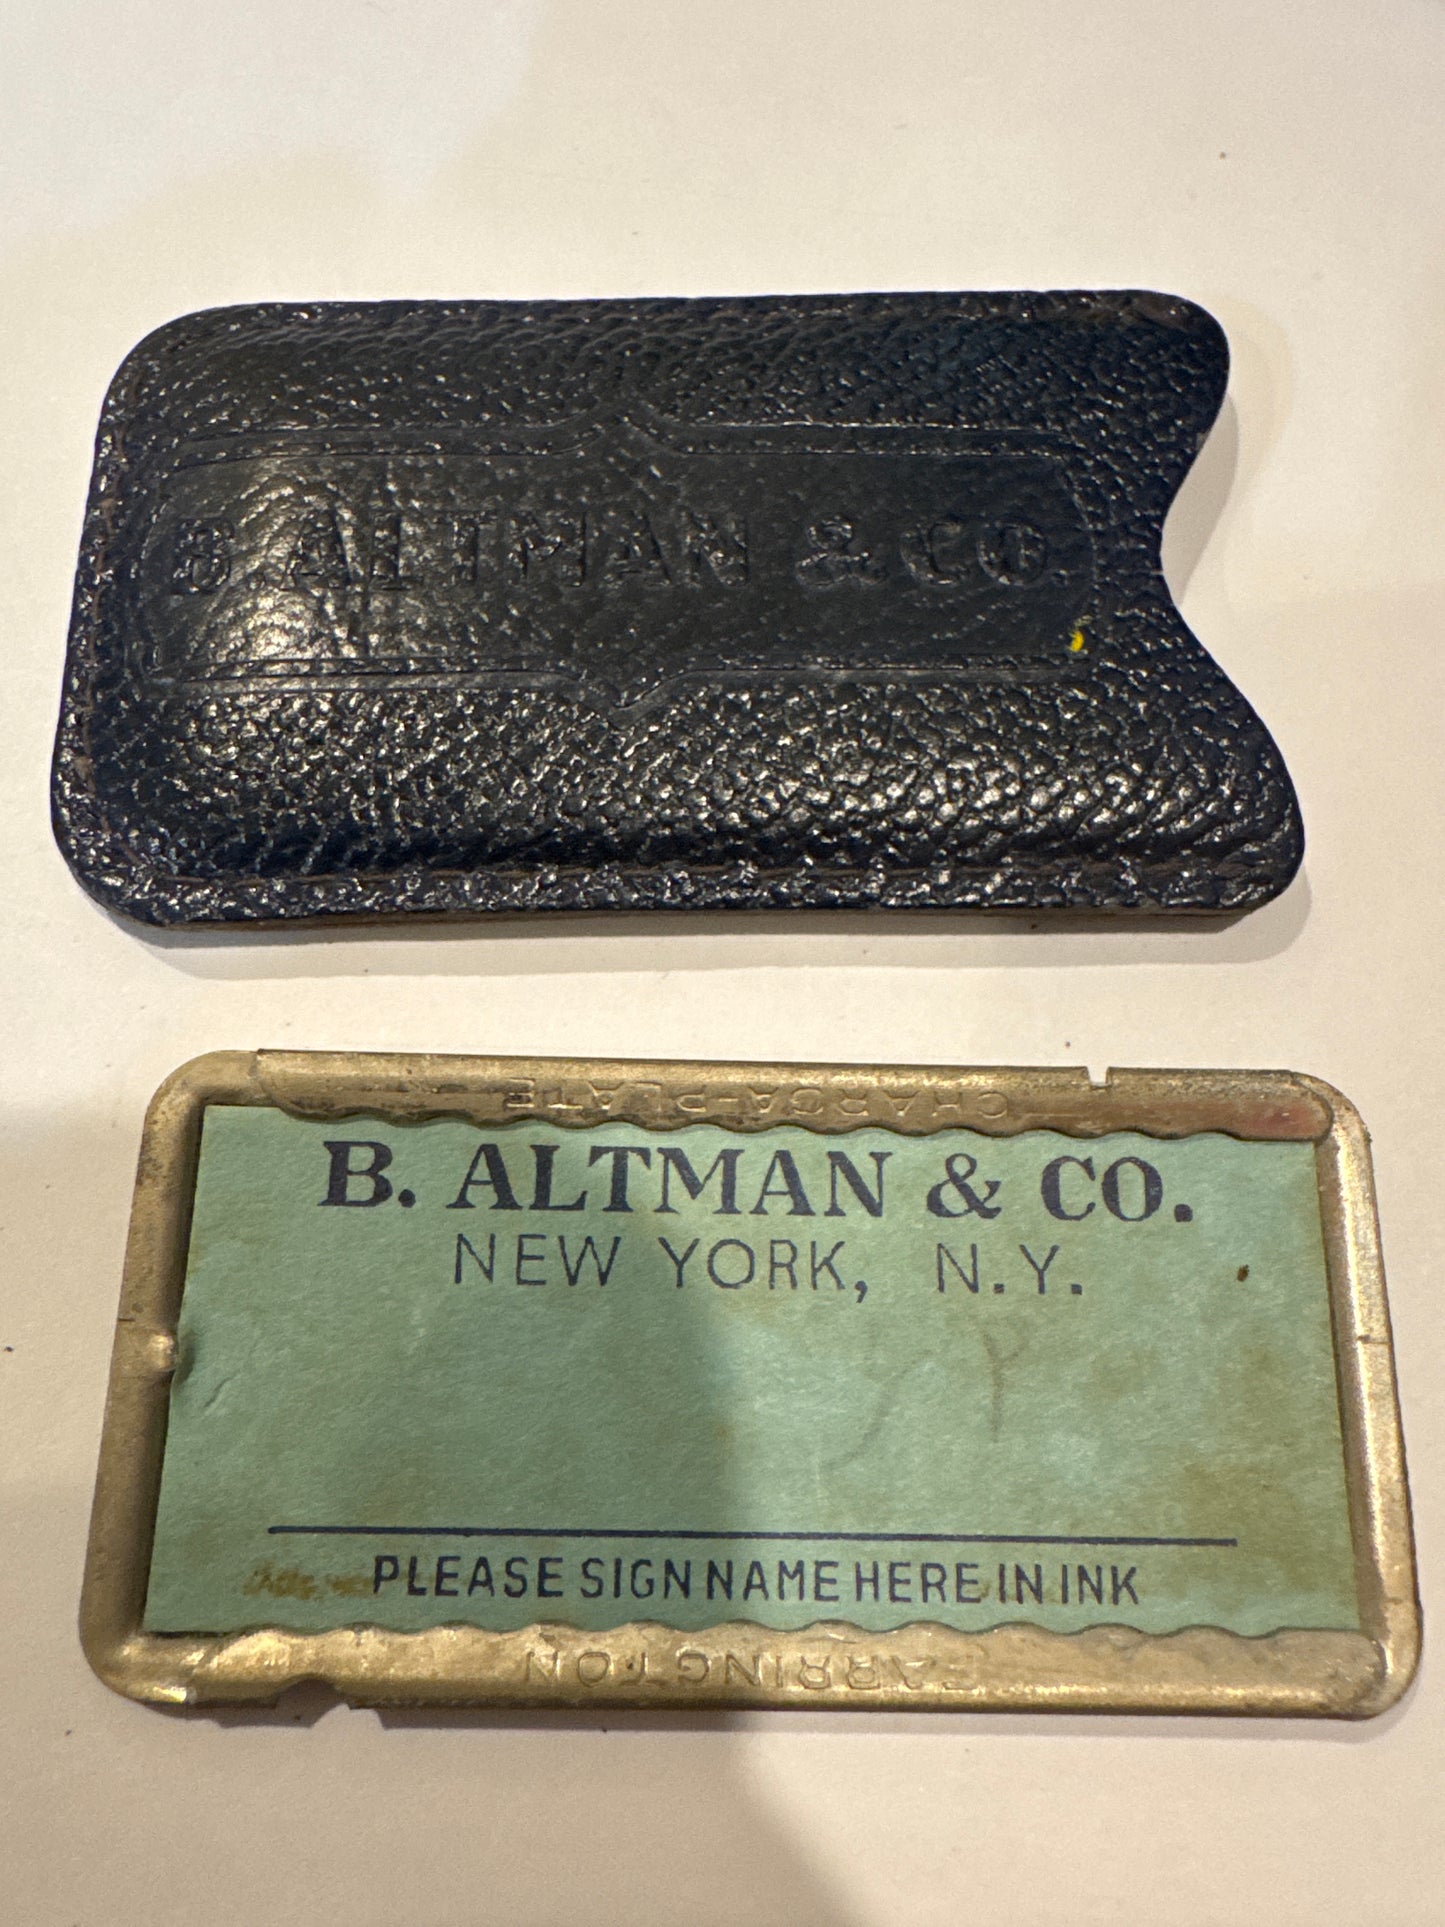 B. ALTMAN & CO.
CHARGA-PLATE
B. ALTMAN & CO.
NEW YORK, N.Y.
PLEASE SIGN NAME HERE IN INK
FARRINGTON